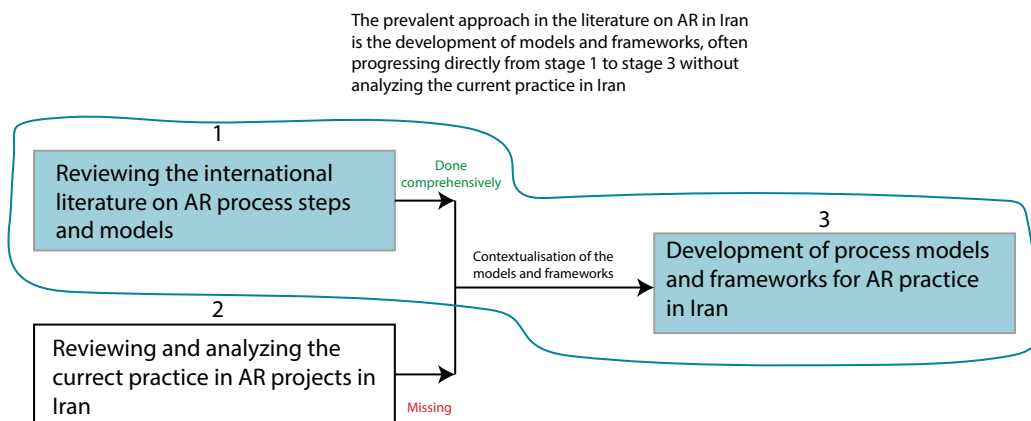 The prevalent approach in the literature on AR in Iran
is the development of models and frameworks, often
progressing directly from stage 1 to stage 3 without
analyzing the current practice in Iran
1
Reviewing the international
literature on AR process steps
and models
Done
comprehensively
Contextualisation of the
models and frameworks
3
Development of process models
and frameworks for AR practice
in Iran
2
Reviewing and analyzing the
currect practice in AR projects in
Iran
Missing